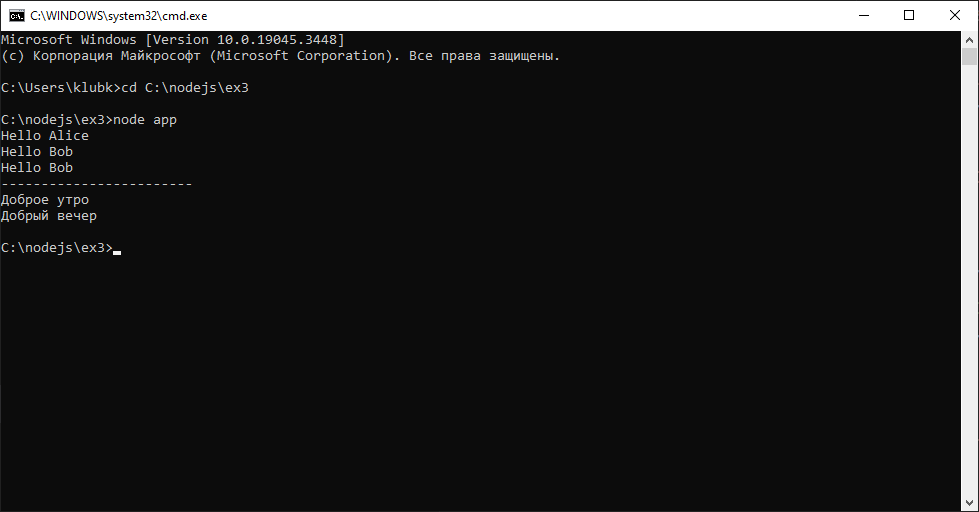 C:\WINDOWS\system32\cmd.exe
Microsoft Windows [Version 10.0.19045.3448]
(c) Корпорация Майкрософт (Microsoft Corporation). Все права защищены.
C:\Users\klubk>cd C:\nodejs\ex3
C:\nodejs\ex3>node app
Hello Alice
Hello Bob
Hello Bob
------------------------
Доброе утро
Добрый вечер
C:\nodejs\ex3>